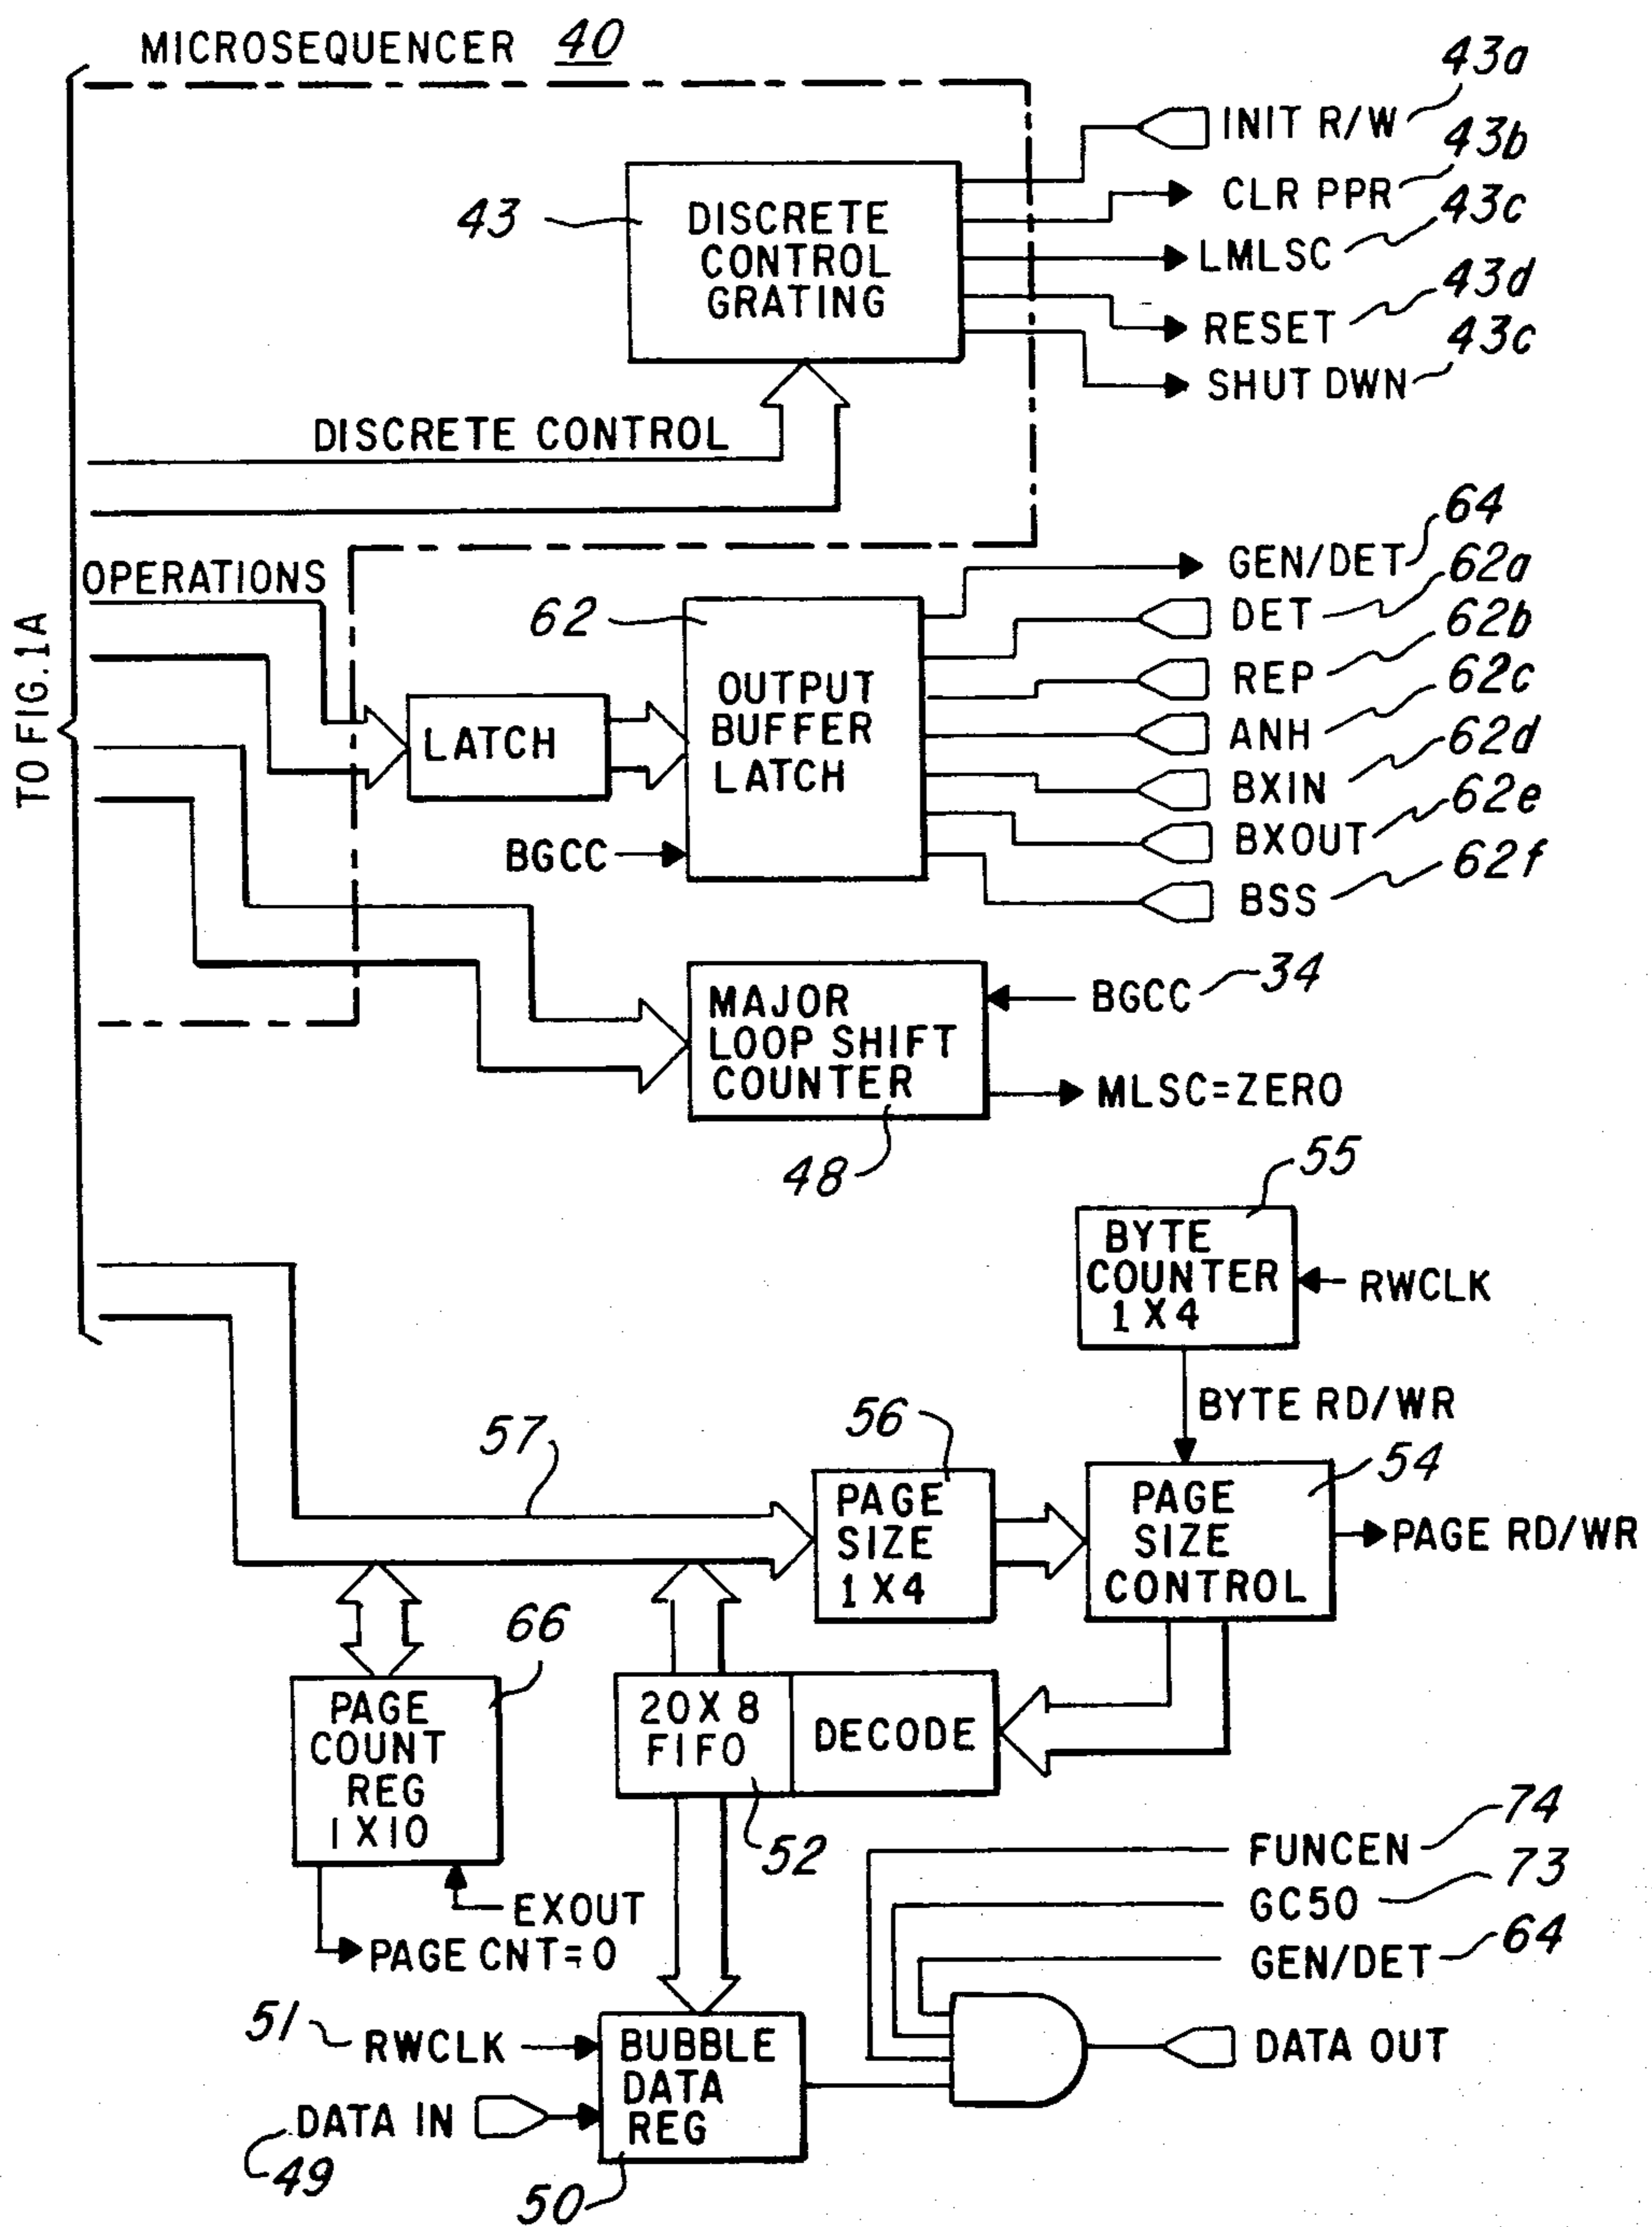 MICROSEQUENCER 40
43a
INIT R/W
43b
CLR PPR
43c
LMLSC
43d
RESET
43c
SHUT DWN
43
DISCRETE
CONTROL
GRATING
DISCRETE CONTROL
OPERATIONS
TO FIG.1A
64
GEN/DET
62a
DET
62b
REP
62c
ANH
62d
BXIN
62e
BXOUT
62f
BSS
62
OUTPUT
BUFFER
LATCH
LATCH
BGCC
MAJOR
LOOP SHIFT
COUNTER
BGCC
34
MLSC=ZERO
48
55
BYTE
COUNTER
1 X 4
RWCLK
BYTE RD/WR
57
56
PAGE
SIZE
1 X 4
54
PAGE
SIZE
CONTROL
PAGE RD/WR
66
PAGE
COUNT
REG
1 X 10
20 X 8
FIFO
DECODE
52
EXOUT
PAGE CNT=0
FUNCEN
74
GC50
73
GEN/DET
64
51
RWCLK
DATA IN
49
BUBBLE
DATA
REG
50
DATA OUT